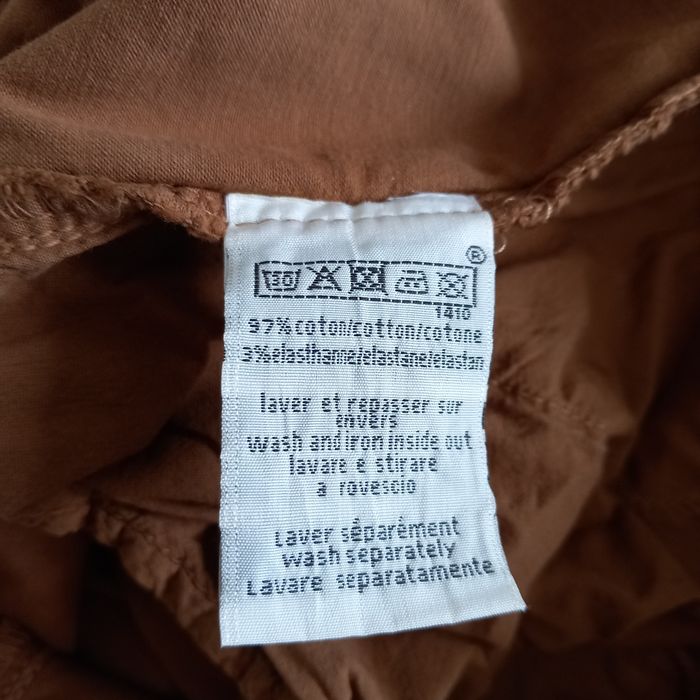 30
®
1410
97%coton/cotton/cotone
3%elasthanne/elastane/elastan
laver et repasser sur
envers
wash and iron inside out
lavare e stirare
a rovescio
Laver séparément
wash separately
Lavare separatamente